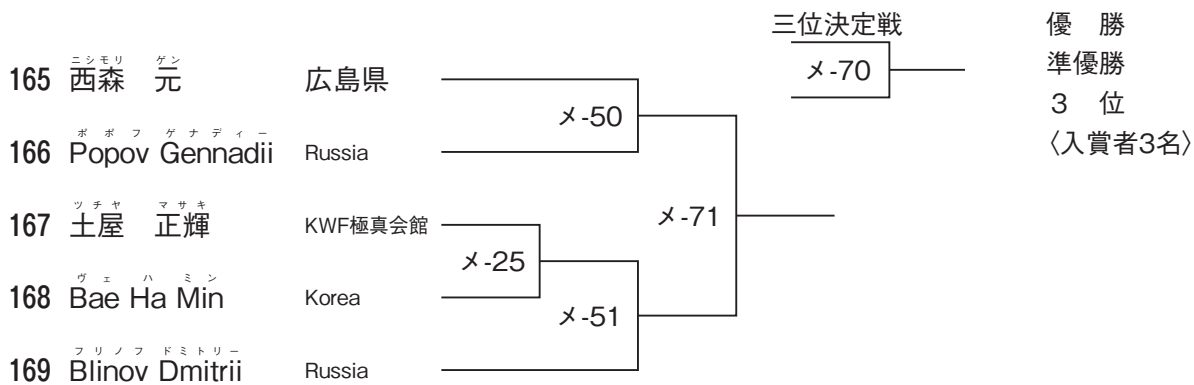 三位決定戦
メ-70
優　勝
準優勝
3　位
〈入賞者3名〉
ニシモリ　ゲン
165 西森　元 広島県
メ-50
ポポフ ゲナディー
166 Popov Gennadii Russia
ツチヤ　マサキ
167 土屋　正輝 KWF極真会館
メ-71
メ-25
ヴェ ハ ミン
168 Bae Ha Min Korea
メ-51
フリノフ ドミトリー
169 Blinov Dmitrii Russia